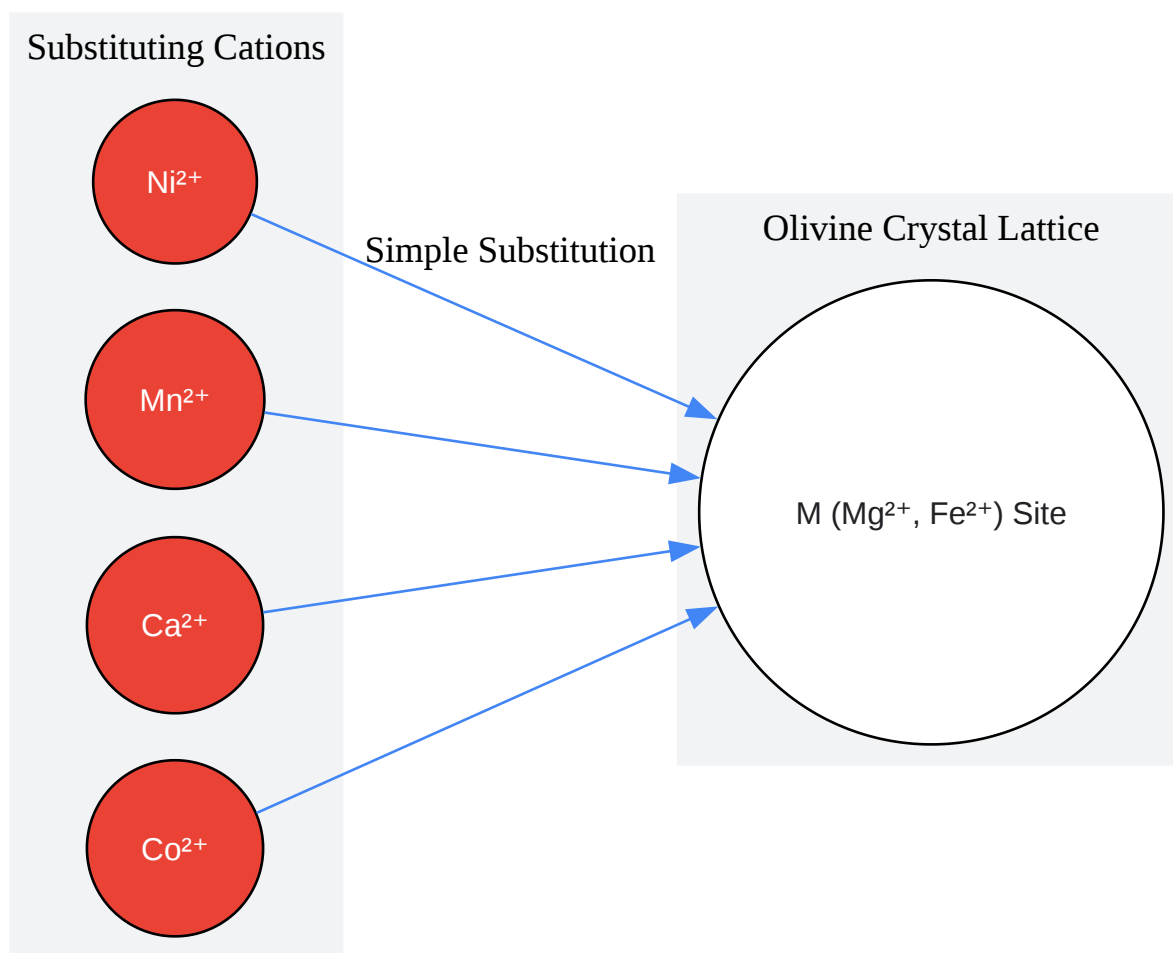 Substituting Cations
Ni²⁺
Mn²⁺
Ca²⁺
Co²⁺
Simple Substitution
Olivine Crystal Lattice
M (Mg²⁺, Fe²⁺) Site